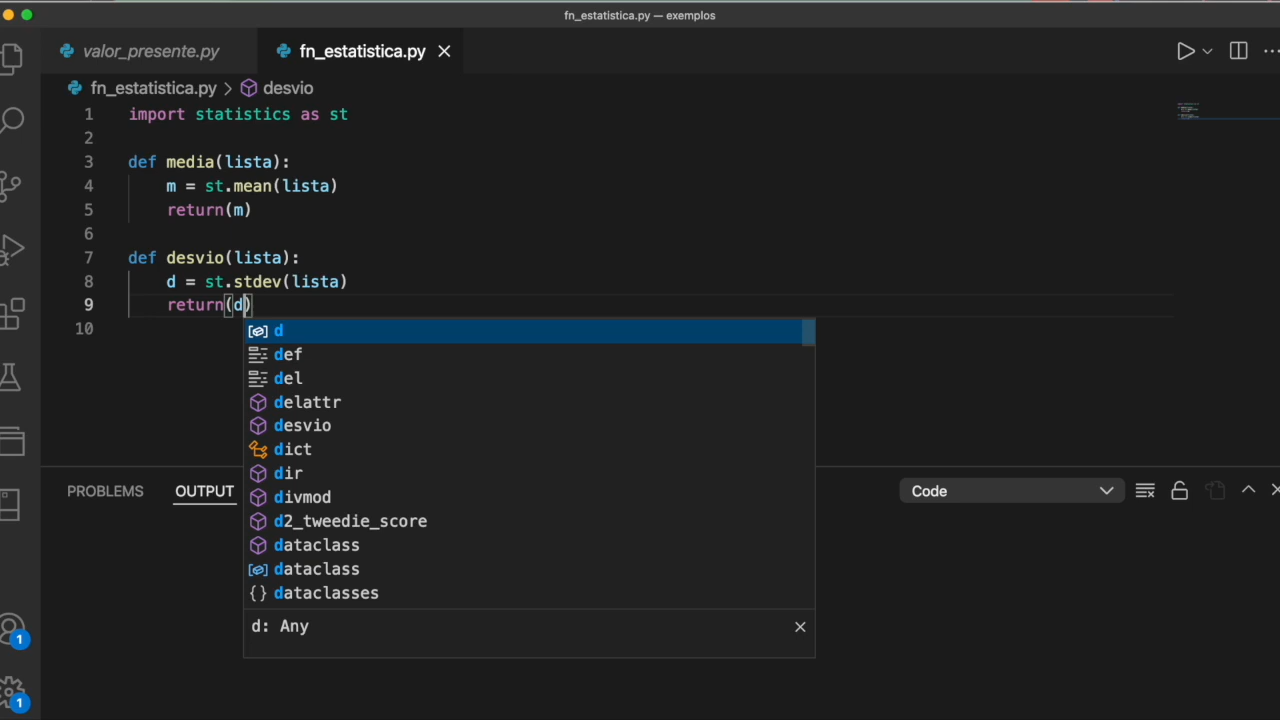 fn_estatistica.py — exemplos
valor_presente.py
fn_estatistica.py
fn_estatistica.py > desvio
1 import statistics as st
2
3 def media(lista):
4 m = st.mean(lista)
5 return(m)
6
7 def desvio(lista):
8 d = st.stdev(lista)
9 return(d)
10
d
def
del
delattr
desvio
dict
dir
divmod
d2_tweedie_score
dataclass
dataclass
{} dataclasses
d: Any
PROBLEMS OUTPUT
Code
1
1